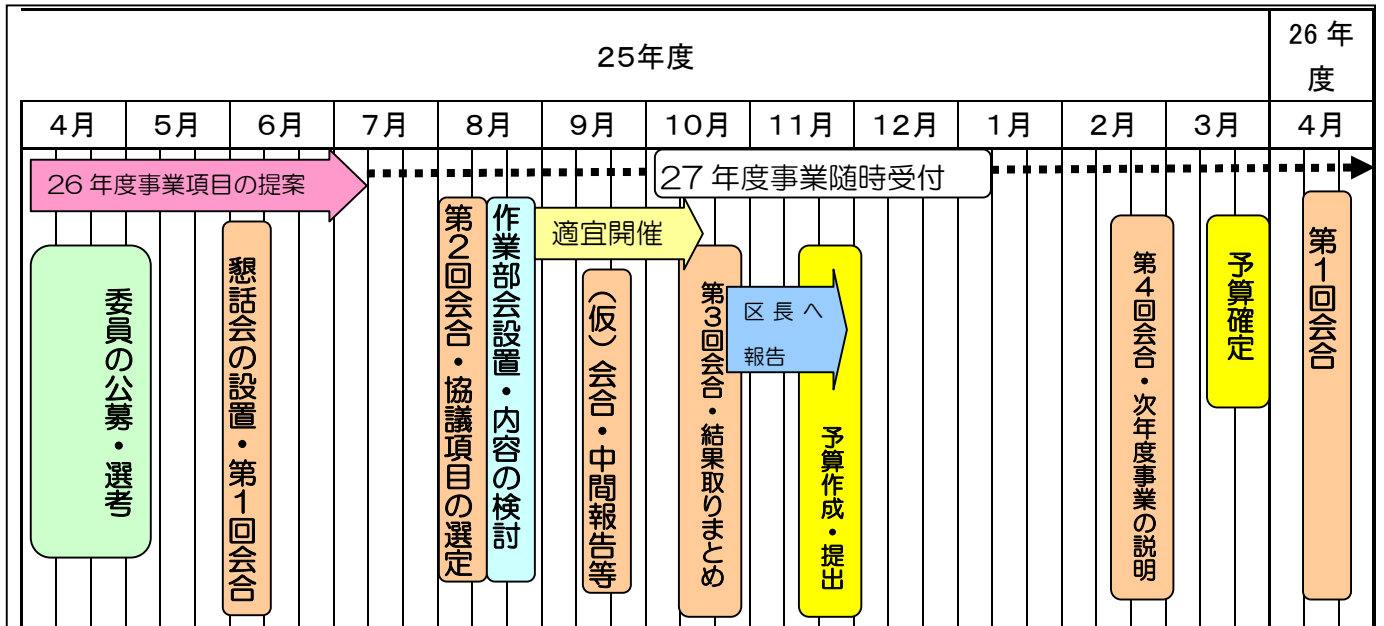 25年度
26年
度
4月 5月 6月 7月 8月 9月 10月 11月 12月 1月 2月 3月 4月
26年度事業項目の提案
27年度事業随時受付
委員の公募・選考
懇話会の設置・第1回会合
第2回会合・協議項目の選定
作業部会設置・内容の検討
適宜開催
（仮）会合・中間報告等
第3回会合・結果取りまとめ
区長へ
報告
予算作成・提出
第4回会合・次年度事業の説明
予算確定
第1回会合